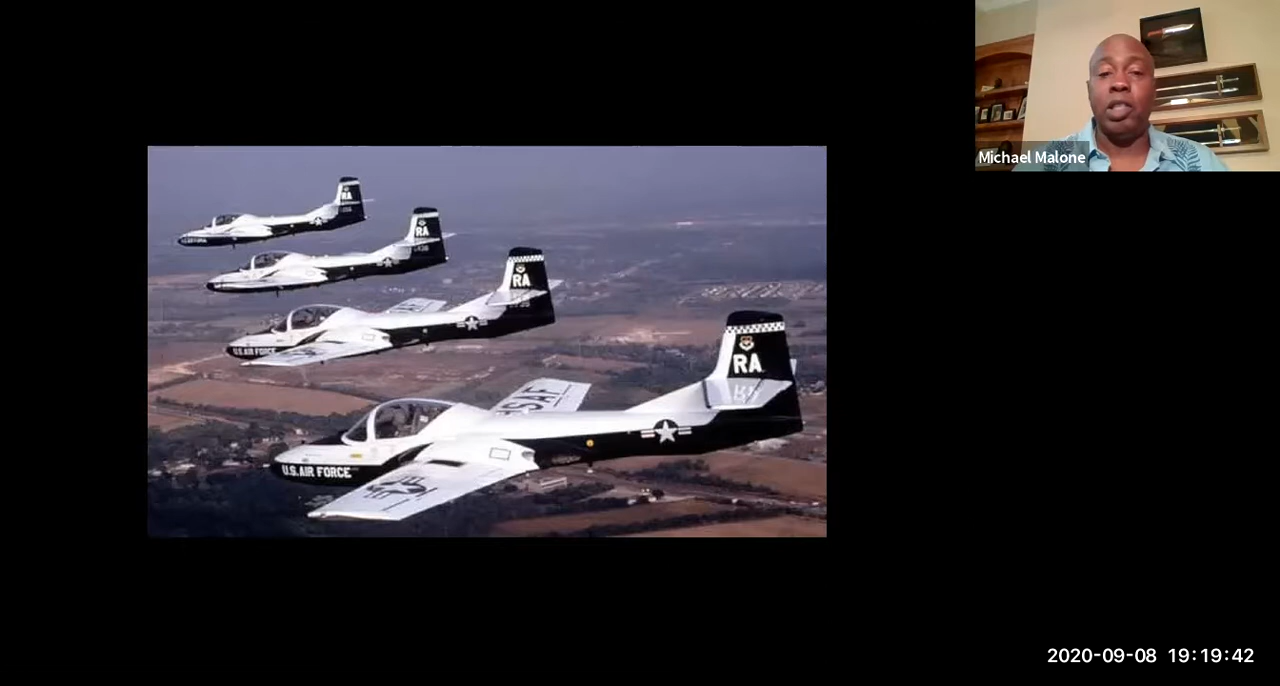 Michael Malone
RA
RA
RA
RA
U.S. AIR FORCE
USAF
U.S. AIR FORCE
2020-09-08 19:19:42